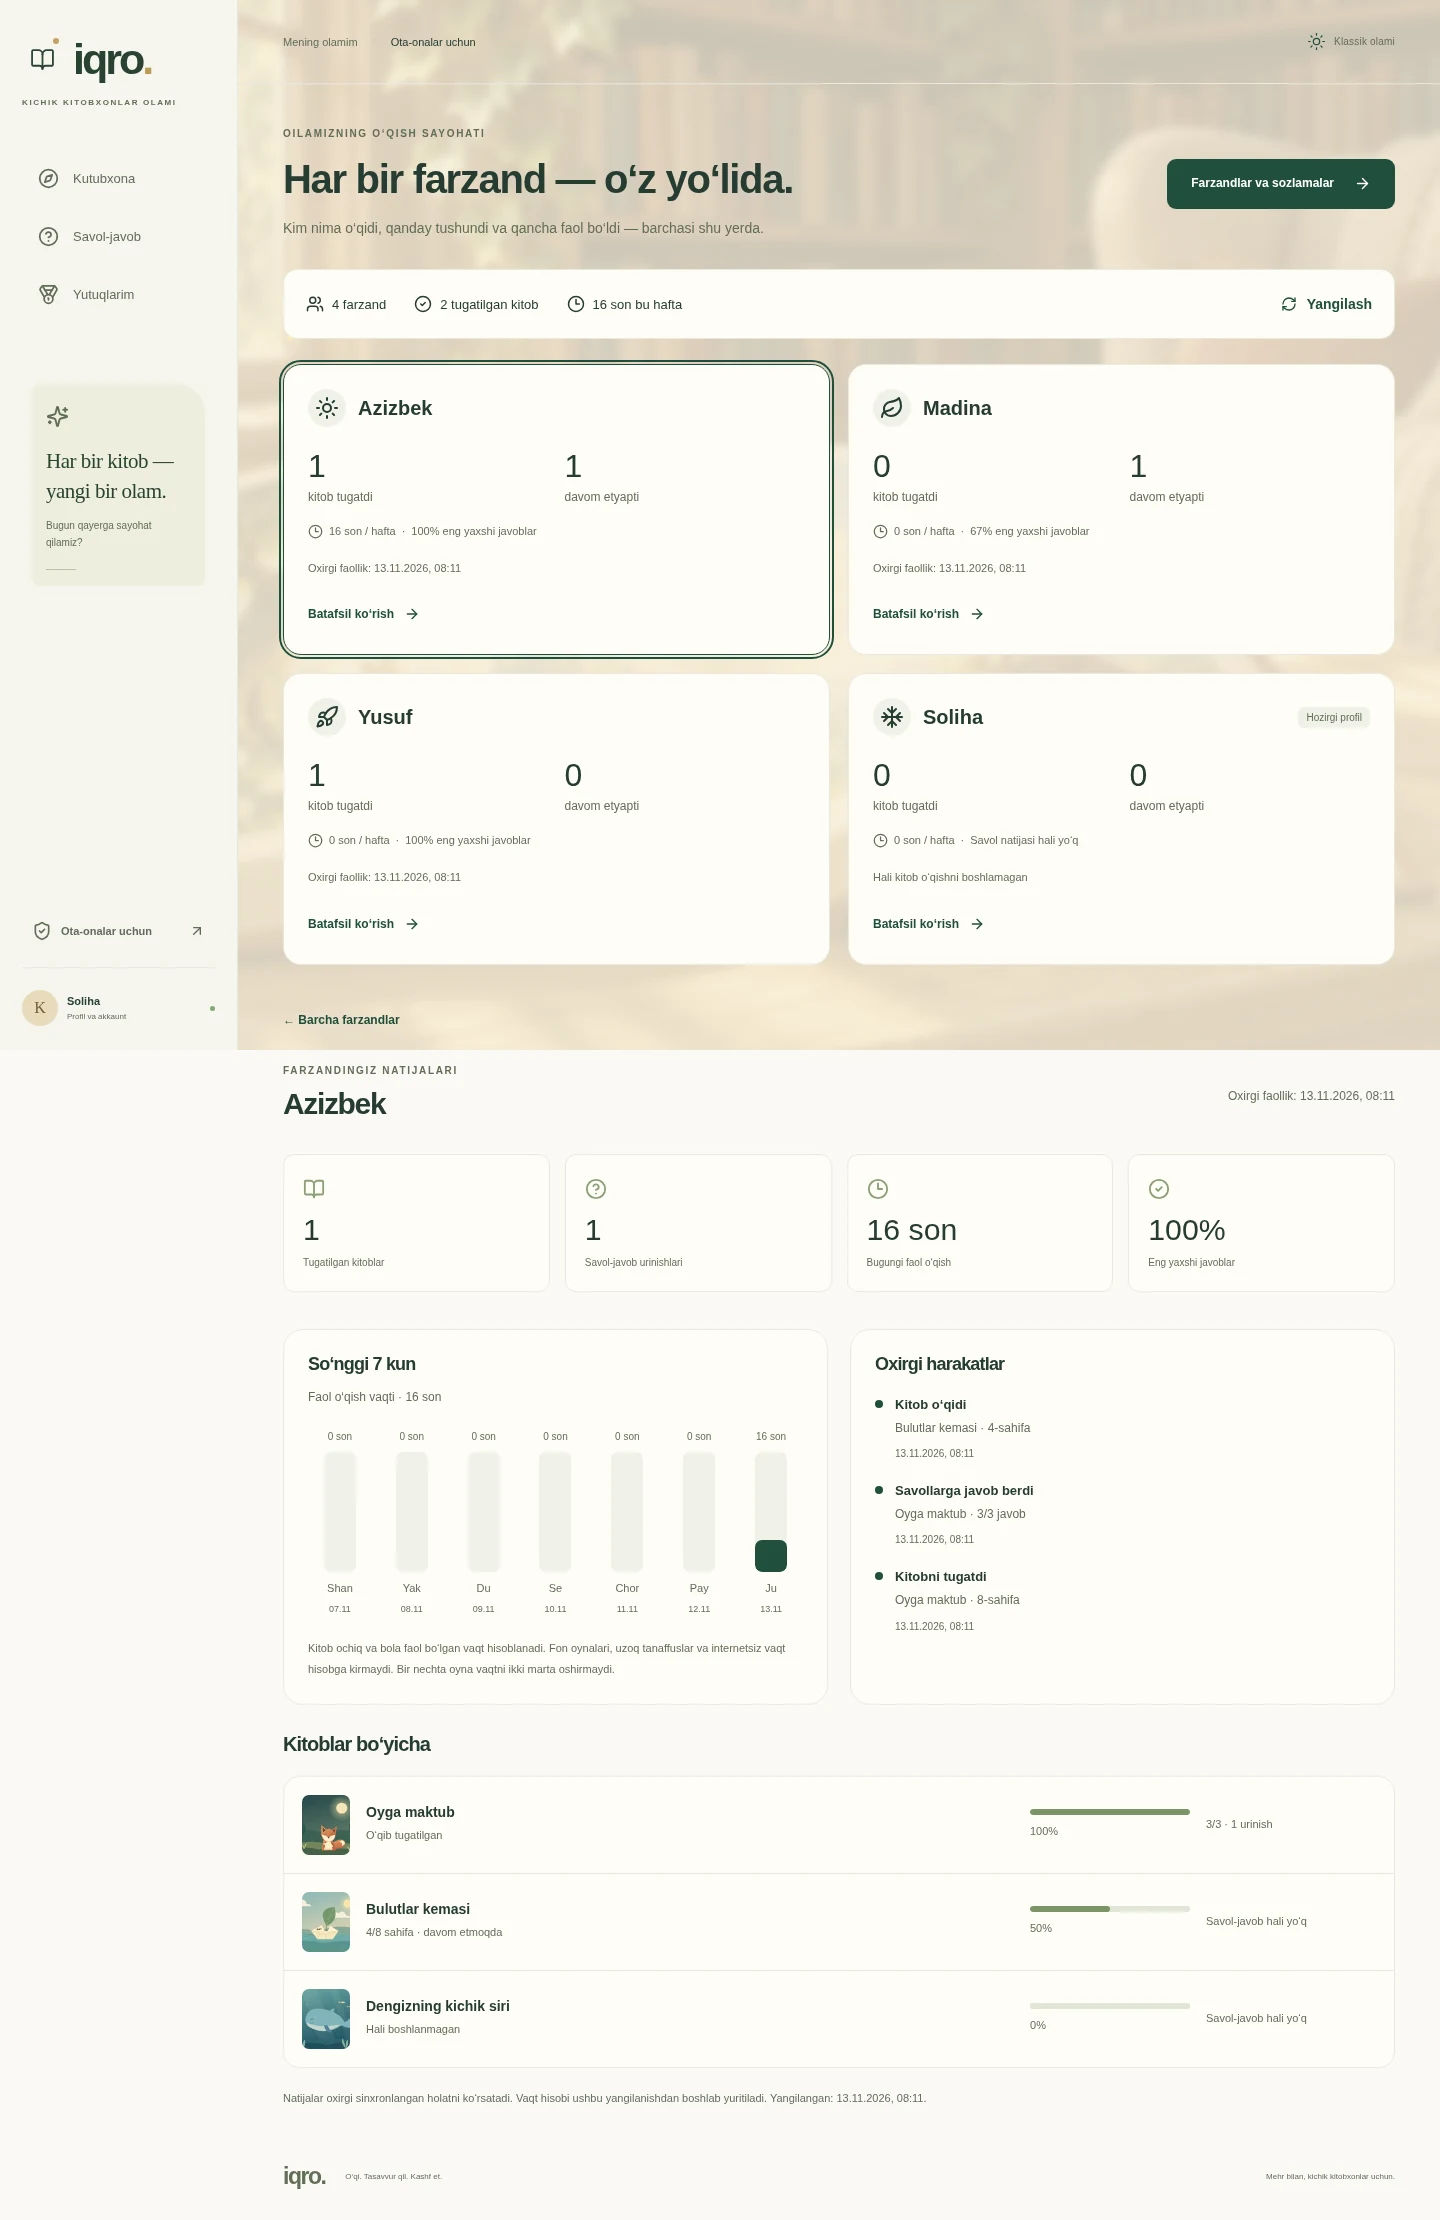 iqro.
KICHIK KITOBXONLAR OLAMI
Kutubxona
Savol-javob
Yutuqlarim
Har bir kitob —
yangi bir olam.
Bugun qayerga sayohat
qilamiz?
Ota-onalar uchun
K
Soliha
Profil va akkaunt
Mening olamim
Ota-onalar uchun
Klassik olami
OILAMIZNING O‘QISH SAYOHATI
Har bir farzand — o‘z yo‘lida.
Kim nima o‘qidi, qanday tushundi va qancha faol bo‘ldi — barchasi shu yerda.
Farzandlar va sozlamalar
4 farzand
2 tugatilgan kitob
16 son bu hafta
Yangilash
Azizbek
1
kitob tugatdi
1
davom etyapti
16 son / hafta · 100% eng yaxshi javoblar
Oxirgi faollik: 13.11.2026, 08:11
Batafsil ko‘rish
Madina
0
kitob tugatdi
1
davom etyapti
0 son / hafta · 67% eng yaxshi javoblar
Oxirgi faollik: 13.11.2026, 08:11
Batafsil ko‘rish
Yusuf
1
kitob tugatdi
0
davom etyapti
0 son / hafta · 100% eng yaxshi javoblar
Oxirgi faollik: 13.11.2026, 08:11
Batafsil ko‘rish
Soliha
Hozirgi profil
0
kitob tugatdi
0
davom etyapti
0 son / hafta · Savol natijasi hali yo‘q
Hali kitob o‘qishni boshlamagan
Batafsil ko‘rish
← Barcha farzandlar
FARZANDINGIZ NATIJALARI
Azizbek
Oxirgi faollik: 13.11.2026, 08:11
1
Tugatilgan kitoblar
1
Savol-javob urinishlari
16 son
Bugungi faol o‘qish
100%
Eng yaxshi javoblar
So‘nggi 7 kun
Faol o‘qish vaqti · 16 son
0 son 0 son 0 son 0 son 0 son 0 son 16 son
Shan Yak Du Se Chor Pay Ju
07.11 08.11 09.11 10.11 11.11 12.11 13.11
Kitob ochiq va bola faol bo‘lgan vaqt hisoblanadi. Fon oynalari, uzoq tanaffuslar va internetsiz vaqt
hisobga kirmaydi. Bir nechta oyna vaqtni ikki marta oshirmaydi.
Oxirgi harakatlar
Kitob o‘qidi
Bulutlar kemasi · 4-sahifa
13.11.2026, 08:11
Savollarga javob berdi
Oyga maktub · 3/3 javob
13.11.2026, 08:11
Kitobni tugatdi
Oyga maktub · 8-sahifa
13.11.2026, 08:11
Kitoblar bo‘yicha
Oyga maktub
O‘qib tugatilgan
100%
3/3 · 1 urinish
Bulutlar kemasi
4/8 sahifa · davom etmoqda
50%
Savol-javob hali yo‘q
Dengizning kichik siri
Hali boshlanmagan
0%
Savol-javob hali yo‘q
Natijalar oxirgi sinxronlangan holatni ko‘rsatadi. Vaqt hisobi ushbu yangilanishdan boshlab yuritiladi. Yangilangan: 13.11.2026, 08:11.
iqro.
O‘qi. Tasavvur qil. Kashf et.
Mehr bilan, kichik kitobxonlar uchun.